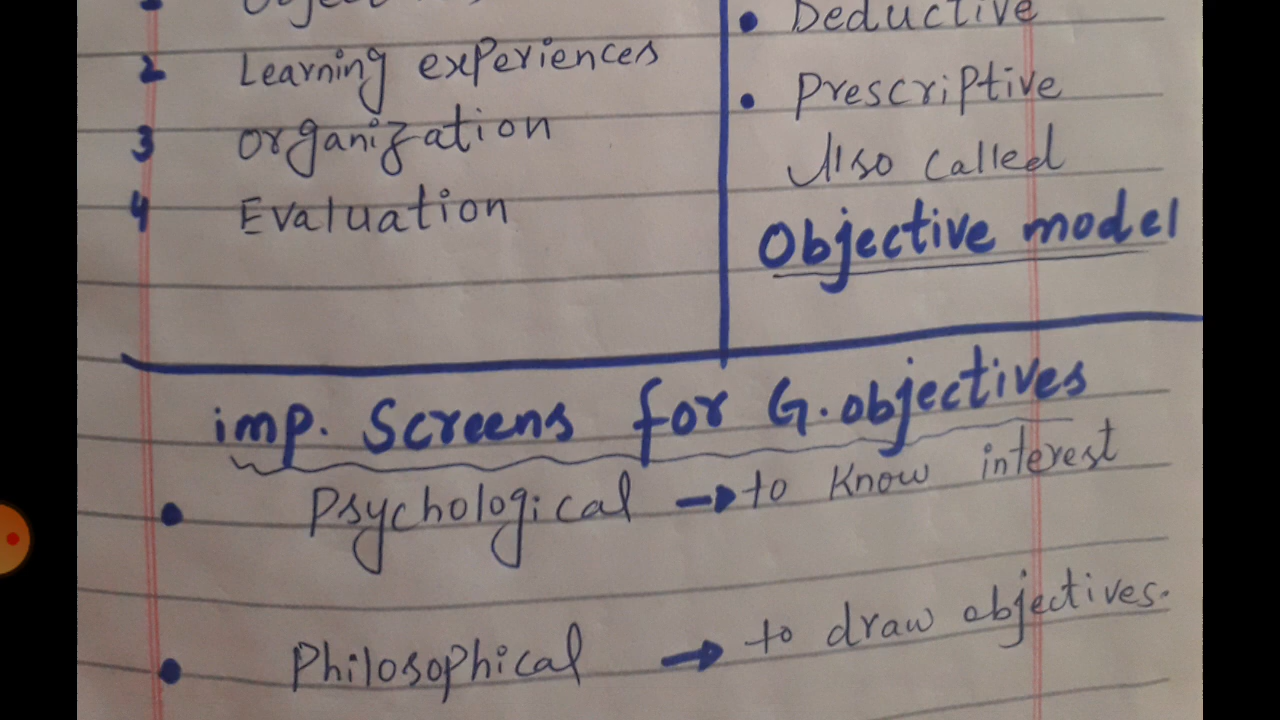 2 Learning experiences
3 organization
4 Evaluation
• Deductive
• Prescriptive
Also called
Objective model
imp. Screens for G. objectives
• Psychological → to know interest
• Philosophical → to draw objectives.